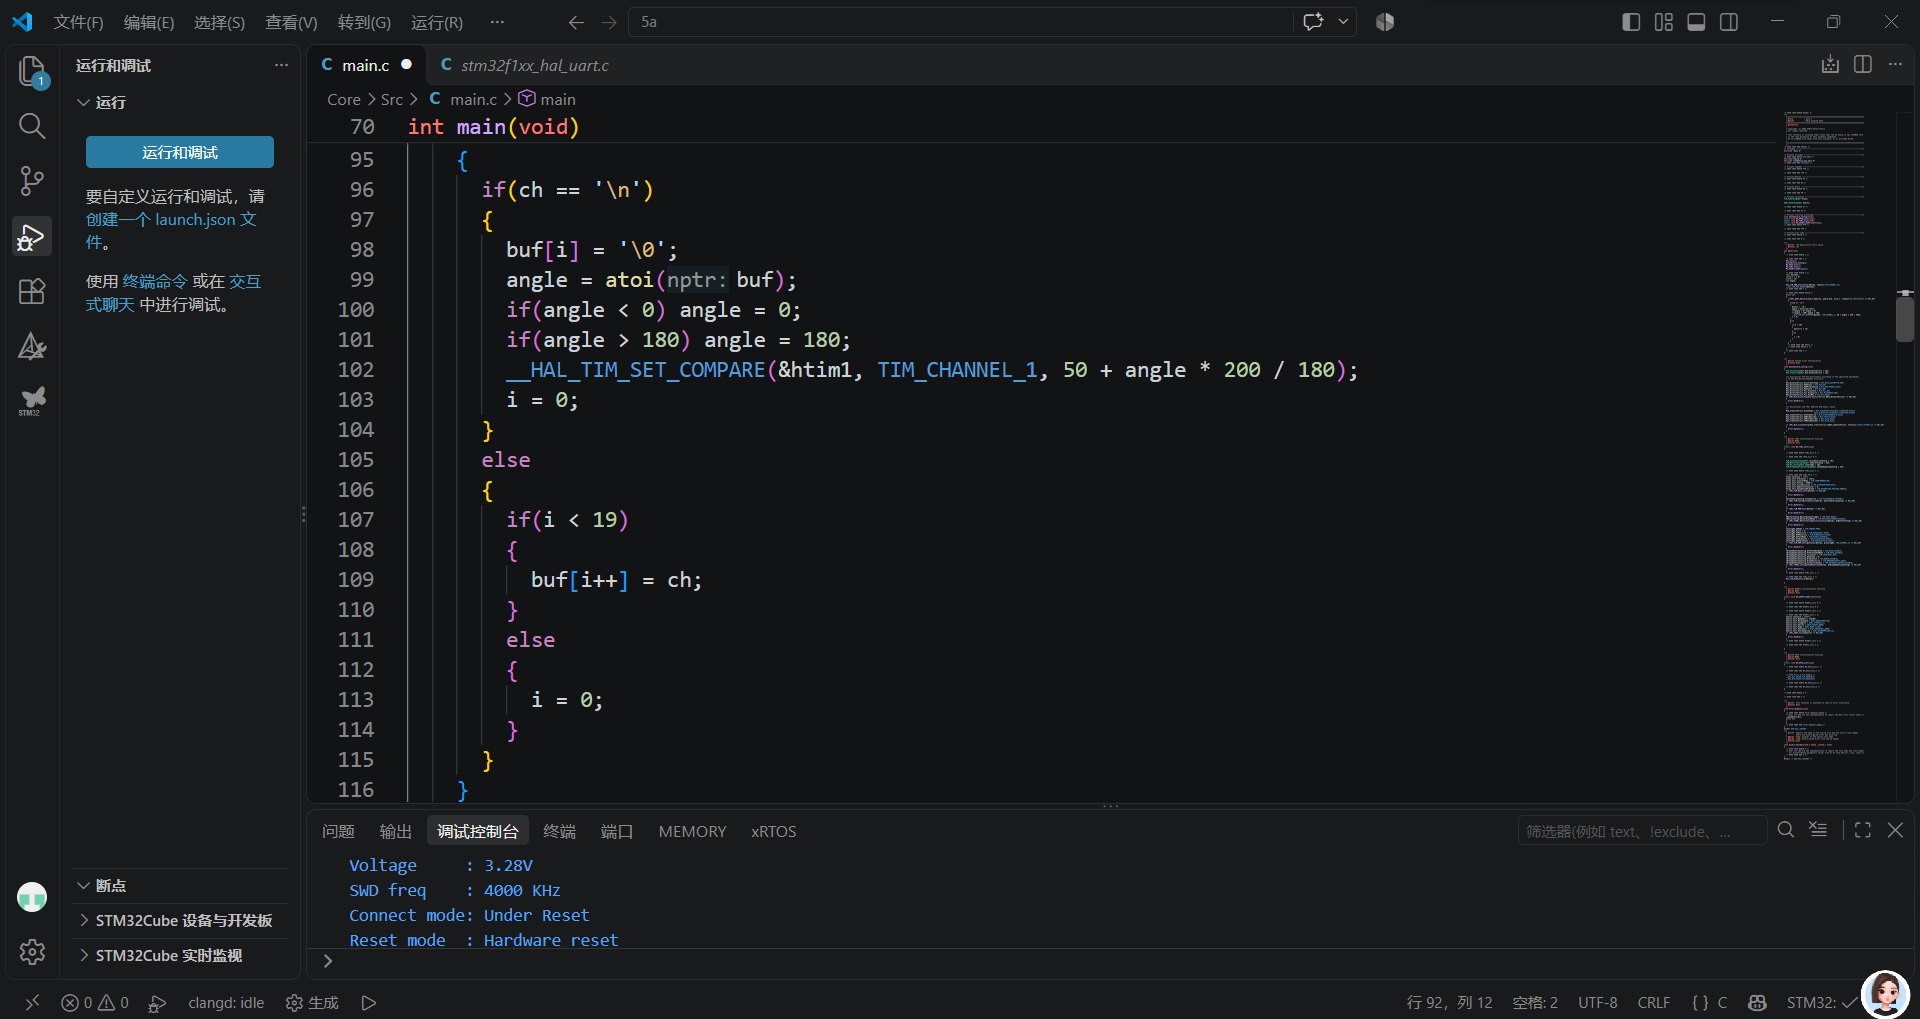 文件(F) 编辑(E) 选择(S) 查看(V) 转到(G) 运行(R) ··· 5a
运行和调试 ···
运行
运行和调试
要自定义运行和调试，请
创建一个 launch.json 文
件。
使用 终端命令 或在 交互
式聊天 中进行调试。
断点
STM32Cube 设备与开发板
STM32Cube 实时监视
1
STM32
C main.c ● C stm32f1xx_hal_uart.c
Core > Src > C main.c > main
70 int main(void)
95 {
96 if(ch == '\n')
97 {
98 buf[i] = '\0';
99 angle = atoi(nptr: buf);
100 if(angle < 0) angle = 0;
101 if(angle > 180) angle = 180;
102 __HAL_TIM_SET_COMPARE(&htim1, TIM_CHANNEL_1, 50 + angle * 200 / 180);
103 i = 0;
104 }
105 else
106 {
107 if(i < 19)
108 {
109 buf[i++] = ch;
110 }
111 else
112 {
113 i = 0;
114 }
115 }
116 }
问题 输出 调试控制台 终端 端口 MEMORY xRTOS 筛选器(例如 text、!exclude、...
Voltage : 3.28V
SWD freq : 4000 KHz
Connect mode: Under Reset
Reset mode : Hardware reset
>
0 0 clangd: idle 生成 行 92，列 12 空格: 2 UTF-8 CRLF {} C STM32: